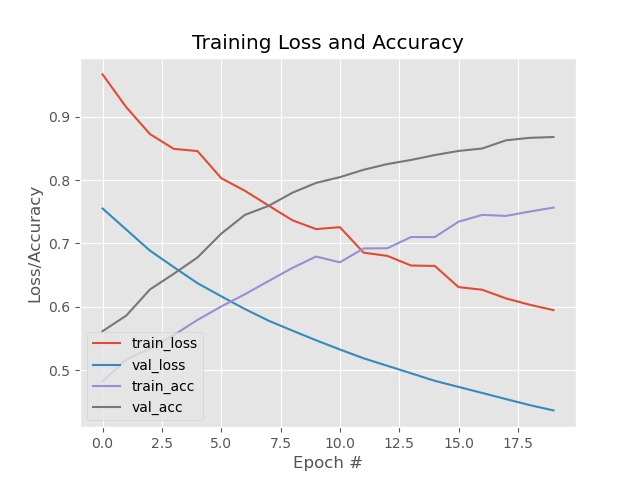 Training Loss and Accuracy
Loss/Accuracy
0.9
0.8
0.7
0.6
0.5
train_loss
val_loss
train_acc
val_acc
0.0 2.5 5.0 7.5 10.0 12.5 15.0 17.5
Epoch #